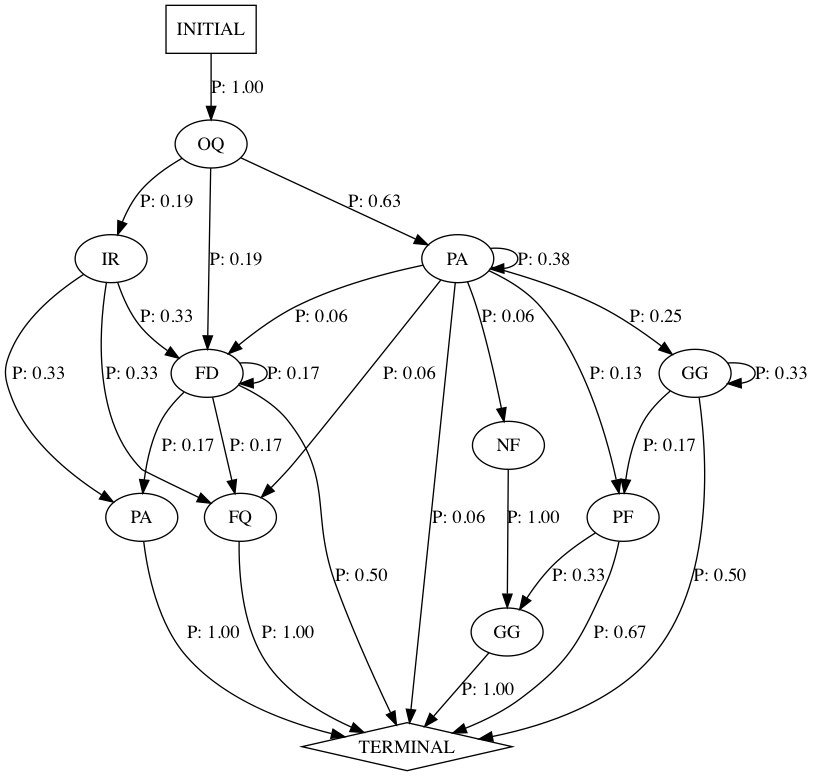 INITIAL
P: 1.00
OQ
P: 0.19
P: 0.63
IR
P: 0.19
PA
P: 0.38
P: 0.33
P: 0.06
P: 0.06
P: 0.25
P: 0.33
P: 0.33
FD
P: 0.17
P: 0.06
P: 0.13
GG
P: 0.33
P: 0.17
P: 0.17
NF
P: 0.17
PA
FQ
P: 0.06
P: 1.00
PF
P: 0.50
P: 0.33
P: 0.50
P: 1.00
P: 1.00
GG
P: 0.67
P: 1.00
TERMINAL